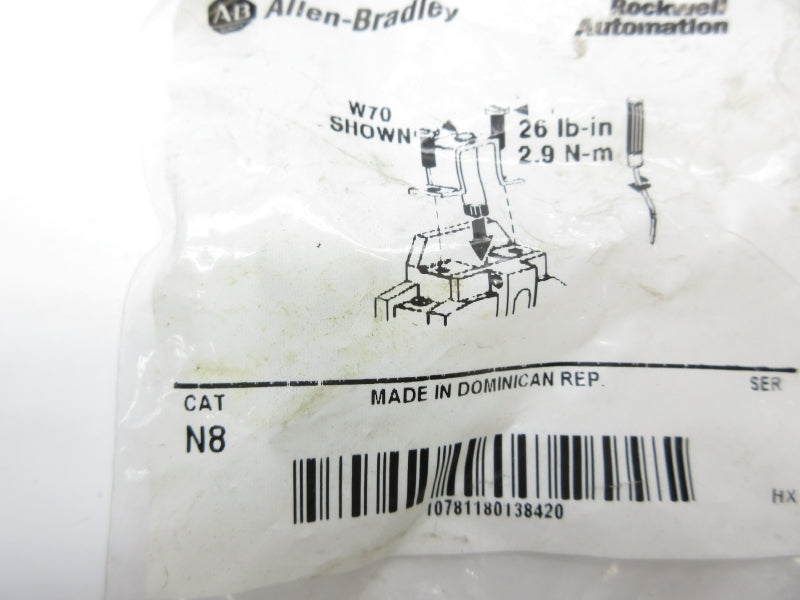 AB Allen-Bradley
Rockwell
Automation
W70
SHOWN
26 lb-in
2.9 N-m
CAT
MADE IN DOMINICAN REP.
SER
N8
10781180138420
HX